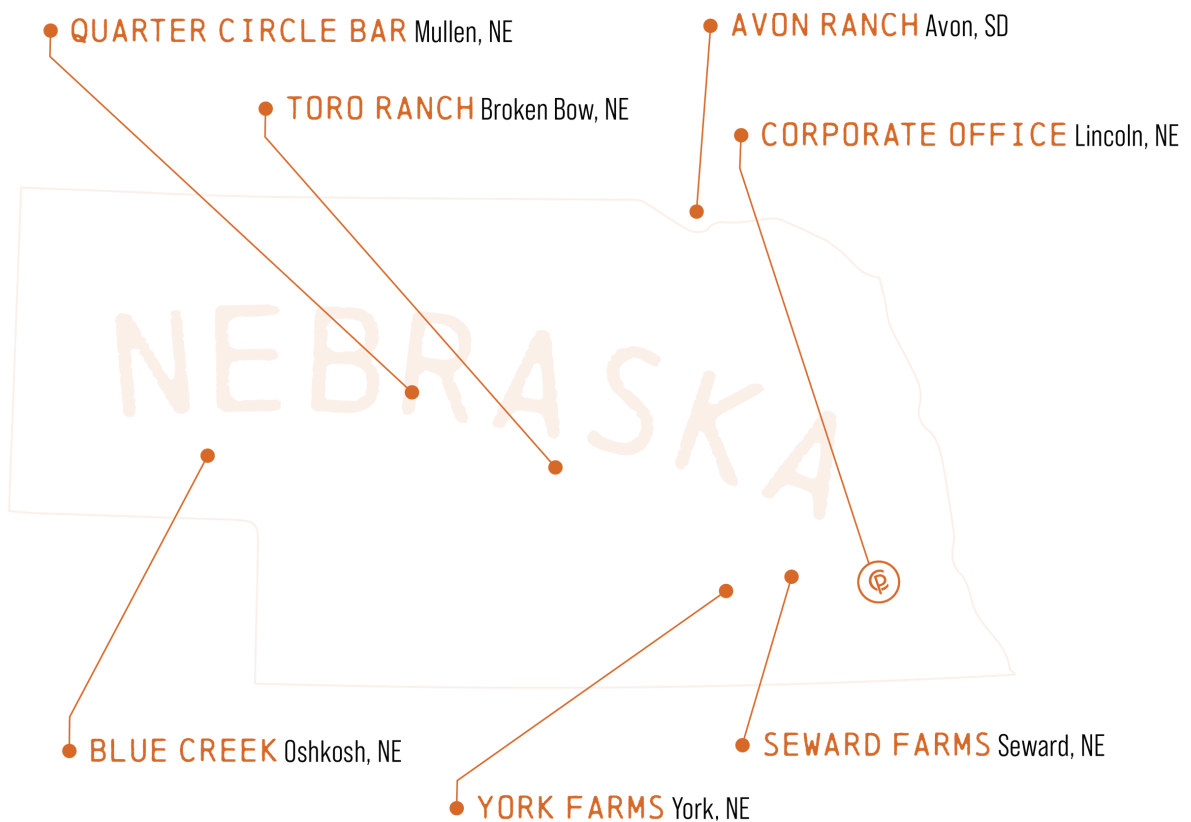 QUARTER CIRCLE BAR Mullen, NE
AVON RANCH Avon, SD
TORO RANCH Broken Bow, NE
CORPORATE OFFICE Lincoln, NE
NEBRASKA
BLUE CREEK Oshkosh, NE
SEWARD FARMS Seward, NE
YORK FARMS York, NE